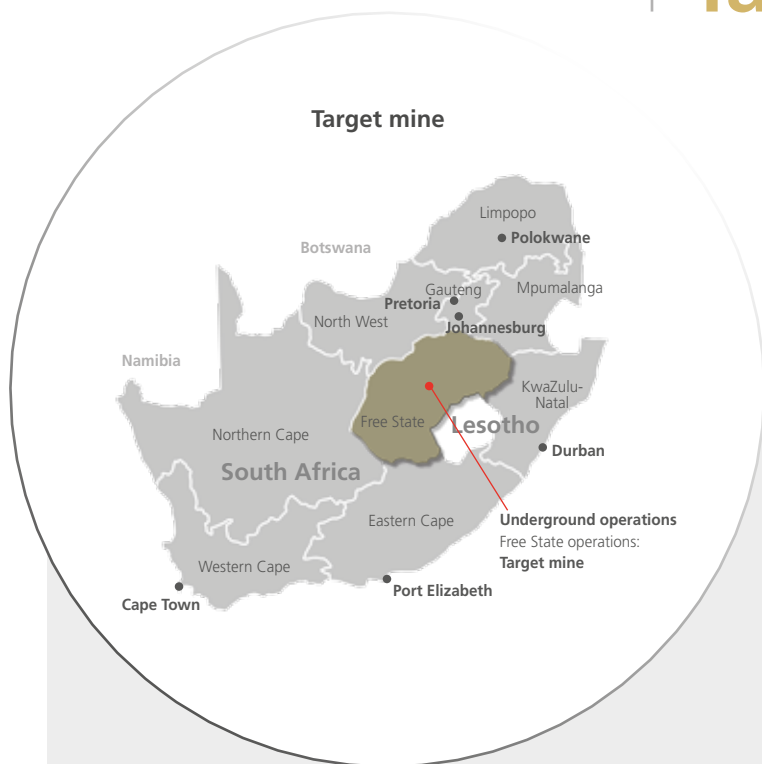 Target mine
Limpopo
Polokwane
Botswana
Gauteng
Mpumalanga
Pretoria
North West
Johannesburg
Namibia
KwaZulu-
Natal
Free State
Lesotho
Northern Cape
Durban
South Africa
Eastern Cape
Underground operations
Free State operations:
Target mine
Western Cape
Port Elizabeth
Cape Town